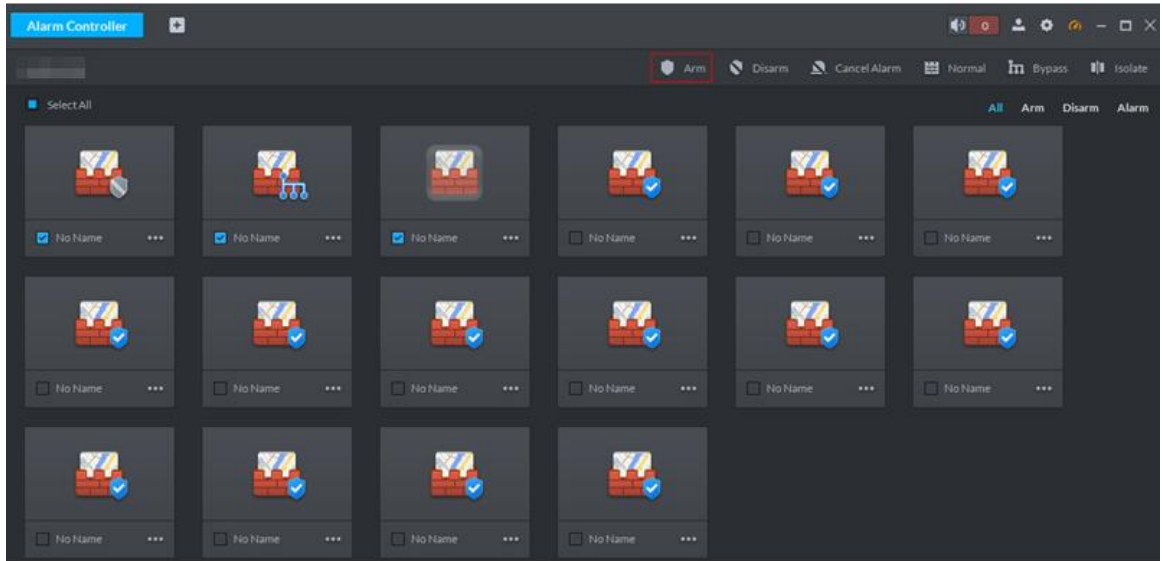 Alarm Controller
0
Arm Disarm Cancel Alarm Normal In Bypass Isolate
Select All
All Arm Disarm Alarm
No Name No Name No Name No Name No Name No Name
No Name No Name No Name No Name No Name No Name
No Name No Name No Name No Name